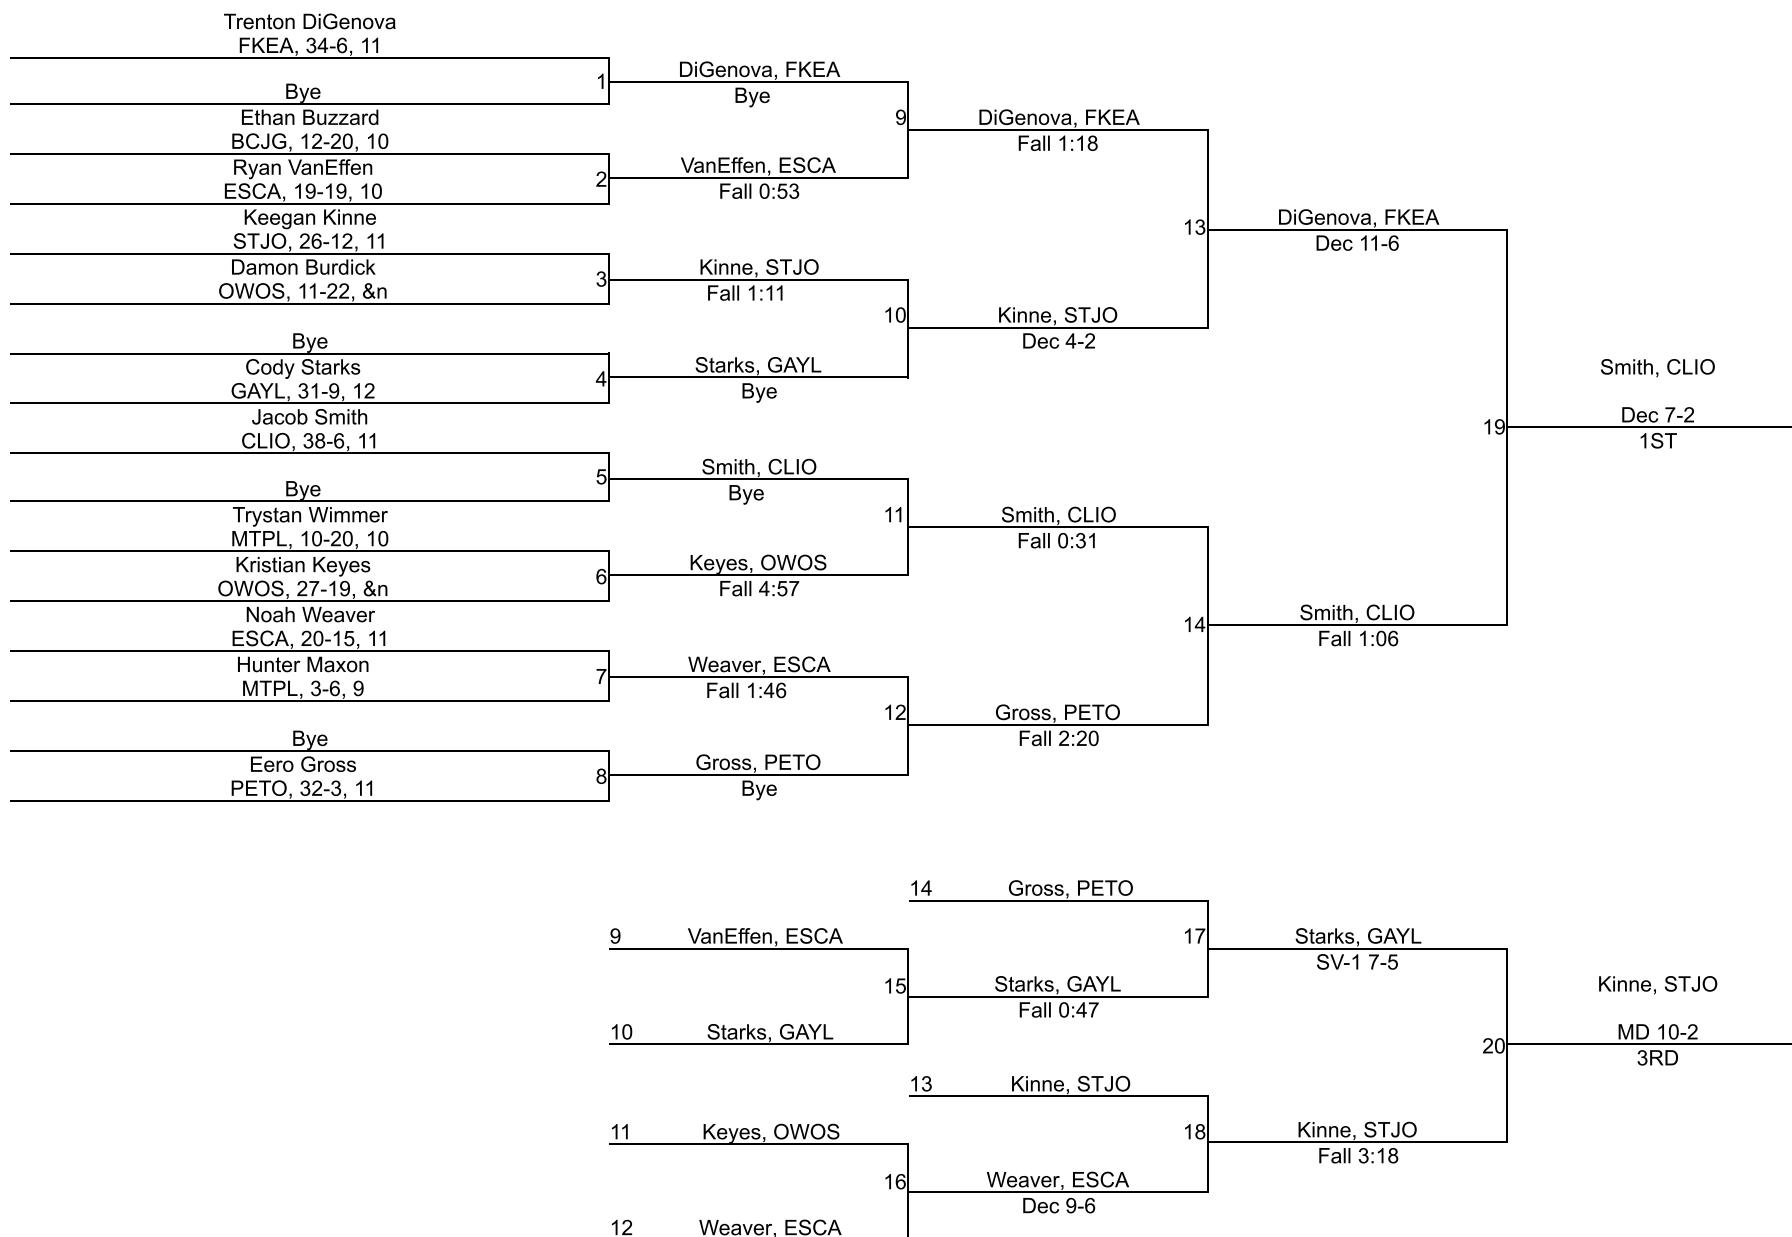 Trenton DiGenova
FKEA, 34-6, 11
1
DiGenova, FKEA
Bye
Bye
Ethan Buzzard
BCJG, 12-20, 10
9
DiGenova, FKEA
Fall 1:18
Ryan VanEffen
ESCA, 19-19, 10
2
VanEffen, ESCA
Fall 0:53
Keegan Kinne
STJO, 26-12, 11
13
DiGenova, FKEA
Dec 11-6
Damon Burdick
OWOS, 11-22, &n
3
Kinne, STJO
Fall 1:11
10
Kinne, STJO
Dec 4-2
Bye
Cody Starks
GAYL, 31-9, 12
4
Starks, GAYL
Bye
Smith, CLIO
Dec 7-2
19
1ST
Jacob Smith
CLIO, 38-6, 11
5
Smith, CLIO
Bye
Bye
Trystan Wimmer
MTPL, 10-20, 10
11
Smith, CLIO
Fall 0:31
Kristian Keyes
OWOS, 27-19, &n
6
Keyes, OWOS
Fall 4:57
Noah Weaver
ESCA, 20-15, 11
14
Smith, CLIO
Fall 1:06
Hunter Maxon
MTPL, 3-6, 9
7
Weaver, ESCA
Fall 1:46
12
Gross, PETO
Fall 2:20
Bye
Eero Gross
PETO, 32-3, 11
8
Gross, PETO
Bye
14 Gross, PETO
9 VanEffen, ESCA
17
Starks, GAYL
SV-1 7-5
15
Starks, GAYL
Fall 0:47
10 Starks, GAYL
Kinne, STJO
MD 10-2
20
3RD
13 Kinne, STJO
11 Keyes, OWOS
18
Kinne, STJO
Fall 3:18
16
Weaver, ESCA
Dec 9-6
12 Weaver, ESCA